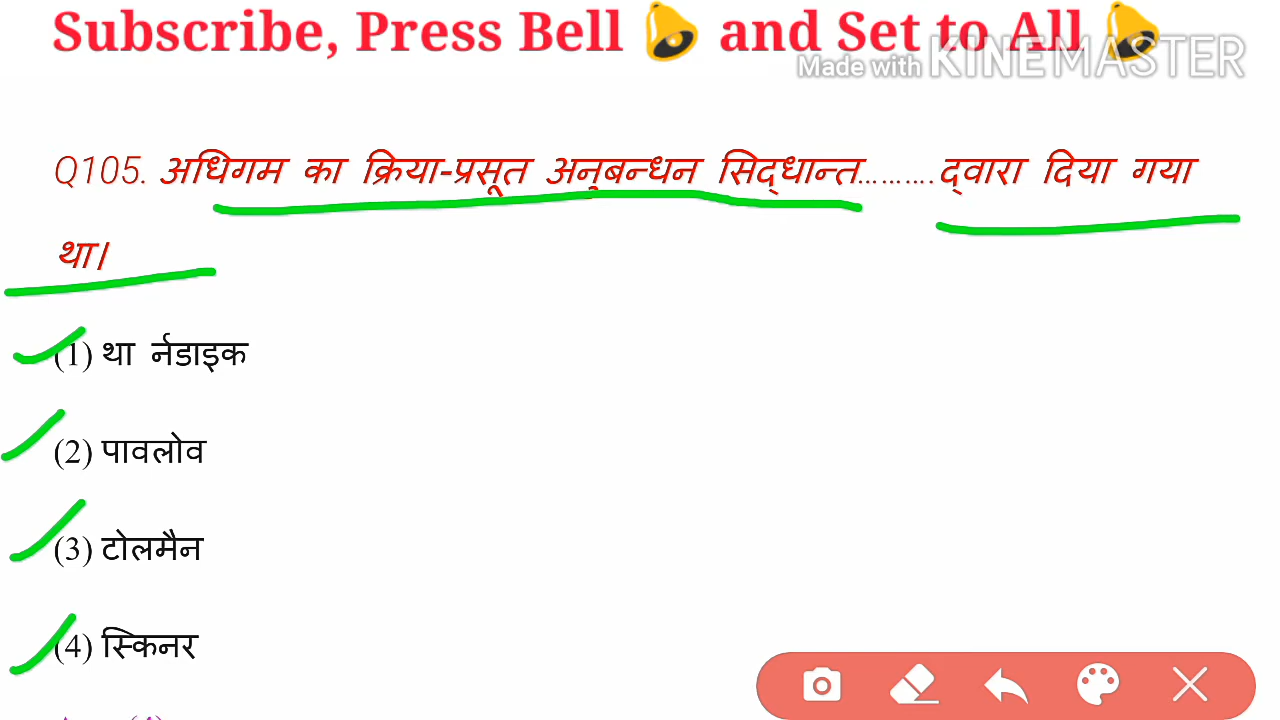 Subscribe, Press Bell 🔔 and Set to All 🔔
Made with KINEMASTER
Q105. अधिगम का क्रिया-प्रसूत अनुबन्धन सिद्धान्त..........द्वारा दिया गया
था।
(1) था र्नडाइक
(2) पावलोव
(3) टोलमैन
(4) स्किनर